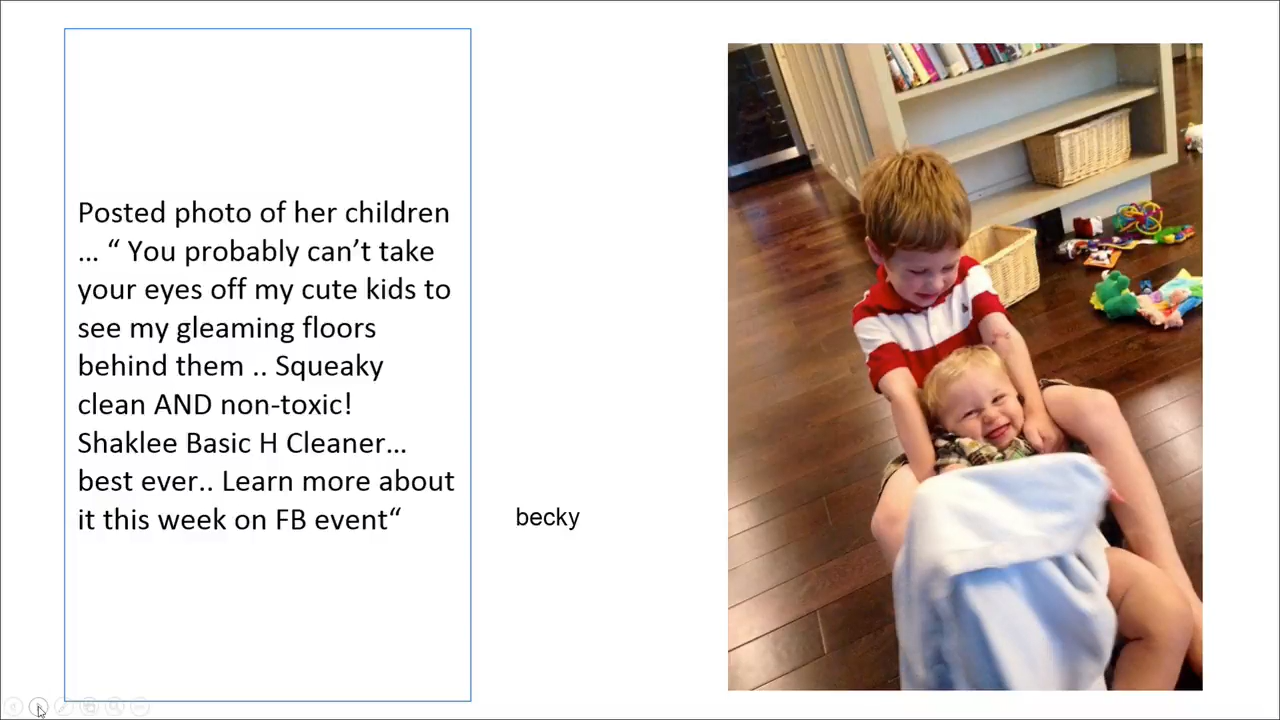 Posted photo of her children
... “ You probably can’t take
your eyes off my cute kids to
see my gleaming floors
behind them .. Squeaky
clean AND non-toxic!
Shaklee Basic H Cleaner...
best ever.. Learn more about
it this week on FB event“
becky